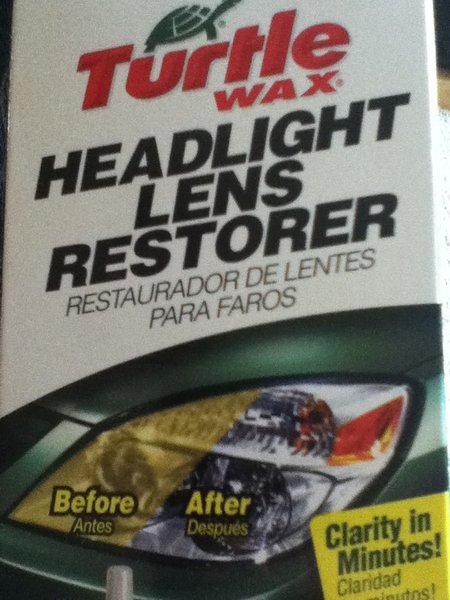 Turtle
WAX®
HEADLIGHT
LENS
RESTORER
RESTAURADOR DE LENTES
PARA FAROS
Before
Antes
After
Después
Clarity in
Minutes!
Claridad